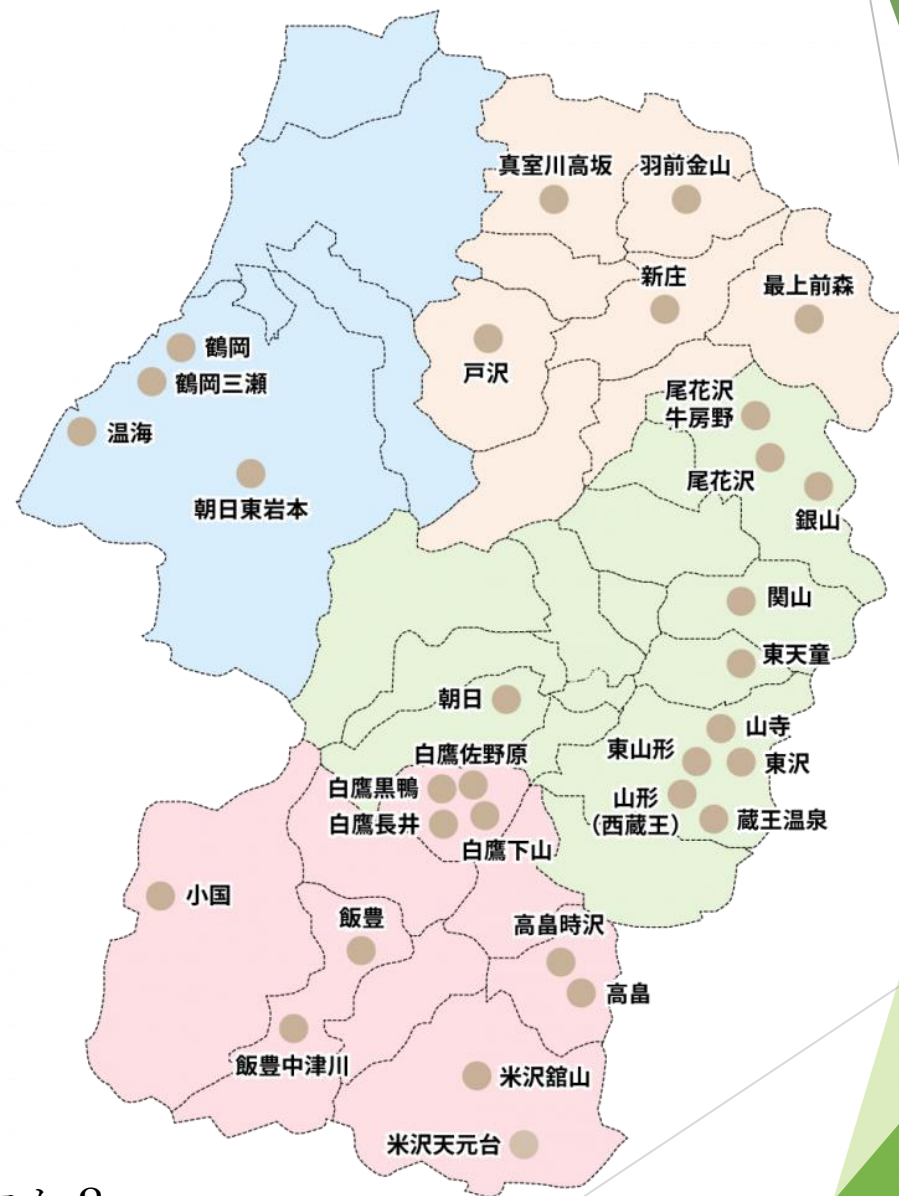 真室川高坂
羽前金山
新庄
最上前森
戸沢
鶴岡
鶴岡三瀬
温海
朝日東岩本
尾花沢
牛房野
尾花沢
銀山
関山
東天童
朝日
山寺
東山形
東沢
山形
(西蔵王)
蔵王温泉
白鷹佐野原
白鷹黒鴨
白鷹長井
白鷹下山
小国
飯豊
高畠時沢
高畠
飯豊中津川
米沢舘山
米沢天元台